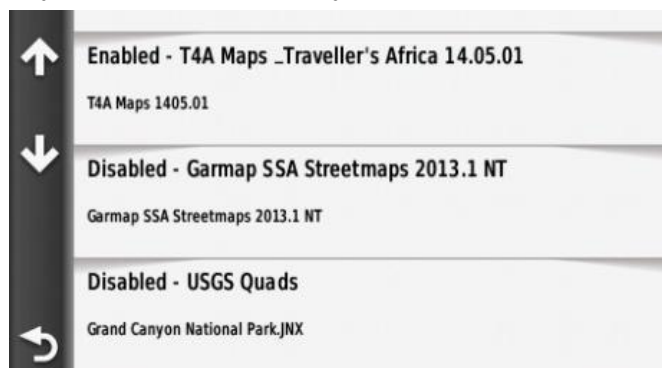 Enabled - T4A Maps _Traveller's Africa 14.05.01
T4A Maps 1405.01
Disabled - Garmap SSA Streetmaps 2013.1 NT
Garmap SSA Streetmaps 2013.1 NT
Disabled - USGS Quads
Grand Canyon National Park.JNX